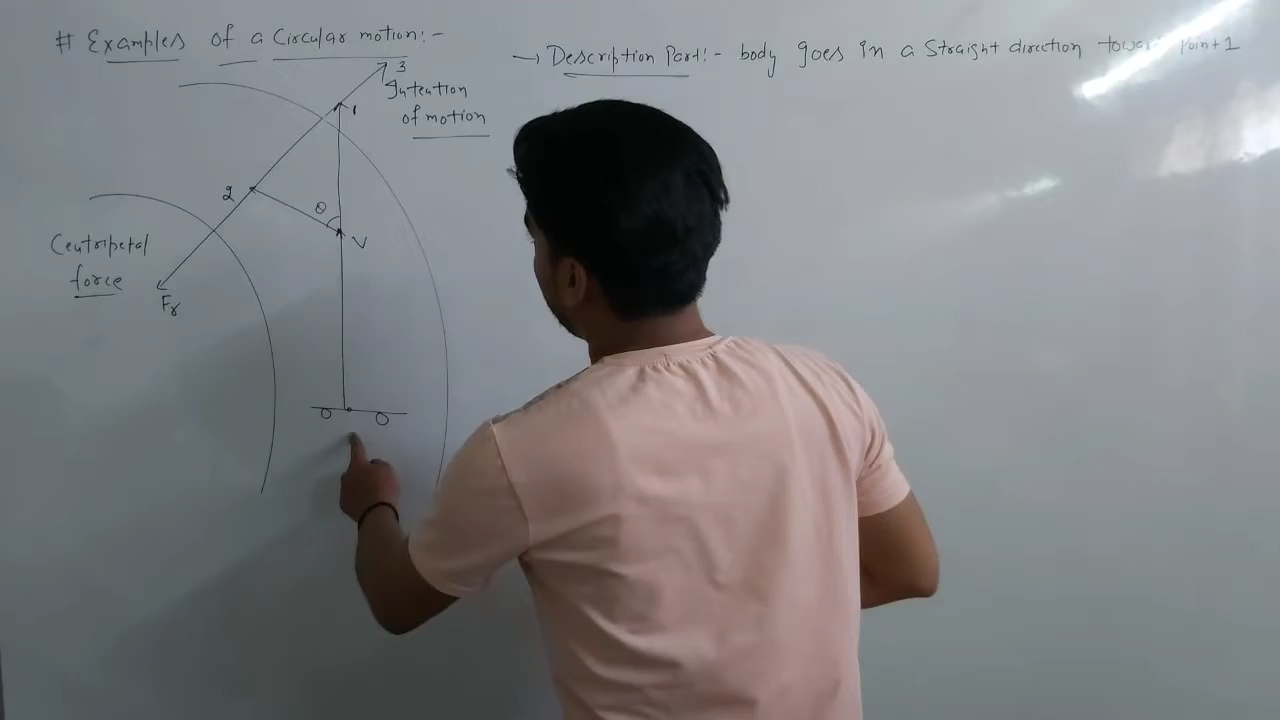 # Examples of a Circular motion:-
→ Description Part:- body goes in a Straight direction towar Point 1
3
Intention
of motion
1
2
θ
V
Centripetal
force
Fr